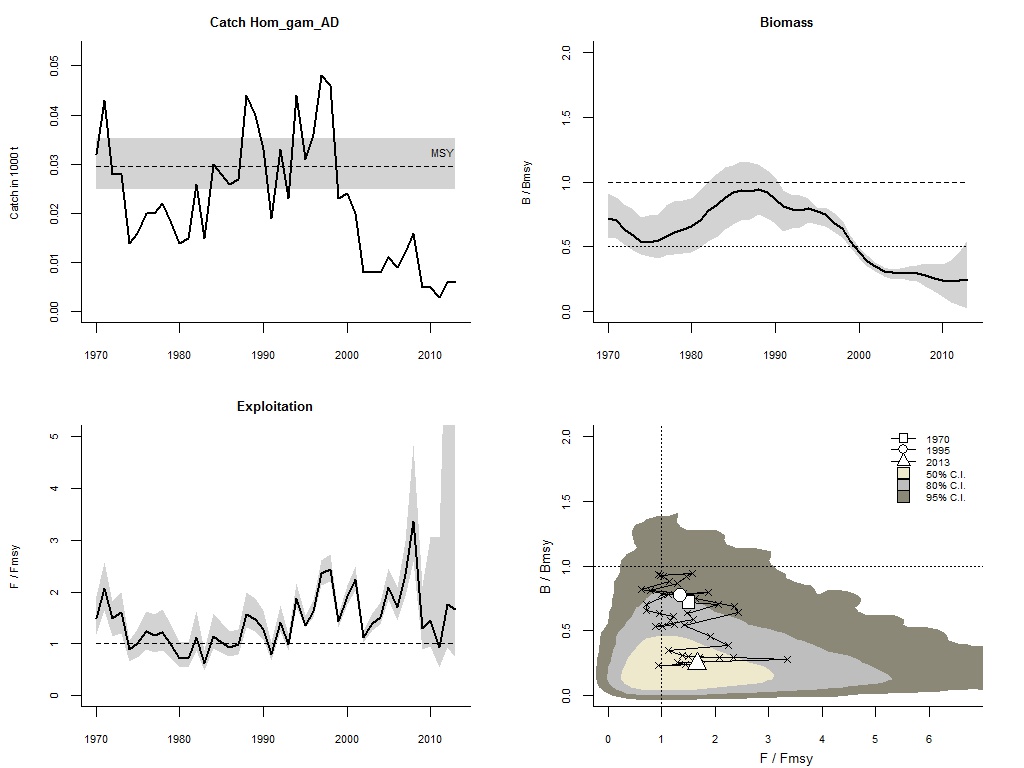 Catch Hom_gam_AD
Catch in 1000 t
0.05
0.04
0.03
0.02
0.01
0.00
MSY
1970 1980 1990 2000 2010
Biomass
B / Bmsy
2.0
1.5
1.0
0.5
0.0
1970 1980 1990 2000 2010
Exploitation
F / Fmsy
5
4
3
2
1
0
1970 1980 1990 2000 2010
B / Bmsy
2.0
1.5
1.0
0.5
0.0
1970
1995
2013
50% C.I.
80% C.I.
95% C.I.
0 1 2 3 4 5 6
F / Fmsy